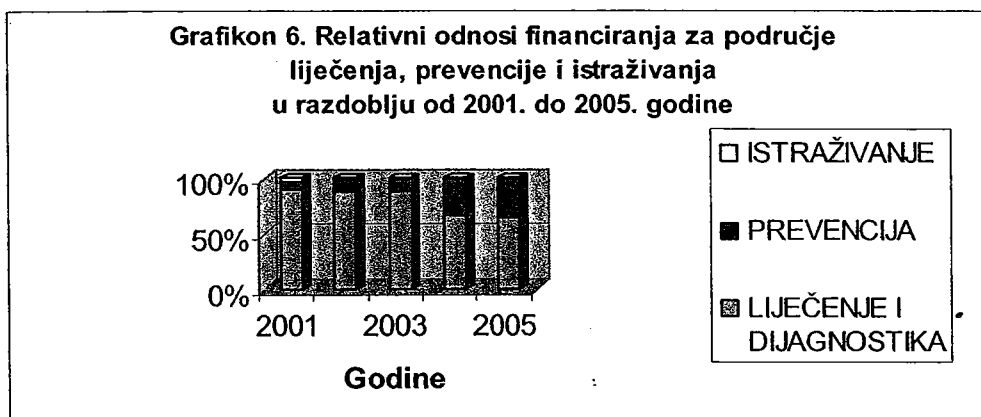 Grafikon 6. Relativni odnosi financiranja za područje
liječenja, prevencije i istraživanja
u razdoblju od 2001. do 2005. godine
100%
50%
0%
2001 2003 2005
Godine
ISTRAŽIVANJE
PREVENCIJA
LIJEČENJE I
DIJAGNOSTIKA